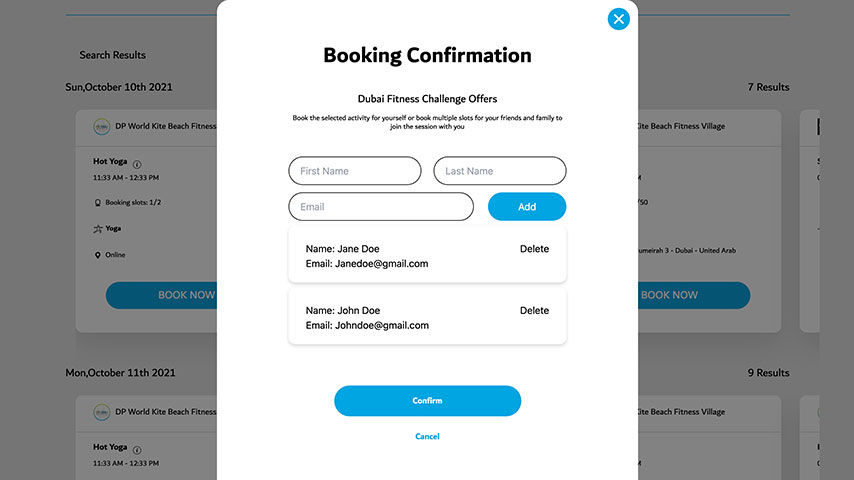 Booking Confirmation
Dubai Fitness Challenge Offers
Book the selected activity for yourself or book multiple slots for your friends and family to
join the session with you
First Name
Last Name
Email
Add
Name: Jane Doe
Delete
Email: Janedoe@gmail.com
Name: John Doe
Delete
Email: Johndoe@gmail.com
Confirm
Cancel
Search Results
Sun,October 10th 2021
7 Results
DP World Kite Beach Fitness
Kite Beach Fitness Village
Hot Yoga
11:33 AM - 12:33 PM
Booking slots: 1/2
/50
Yoga
Online
umeirah 3 - Dubai - United Arab
BOOK NOW
BOOK NOW
Mon,October 11th 2021
9 Results
DP World Kite Beach Fitness
Kite Beach Fitness Village
Hot Yoga
11:33 AM - 12:33 PM
PM